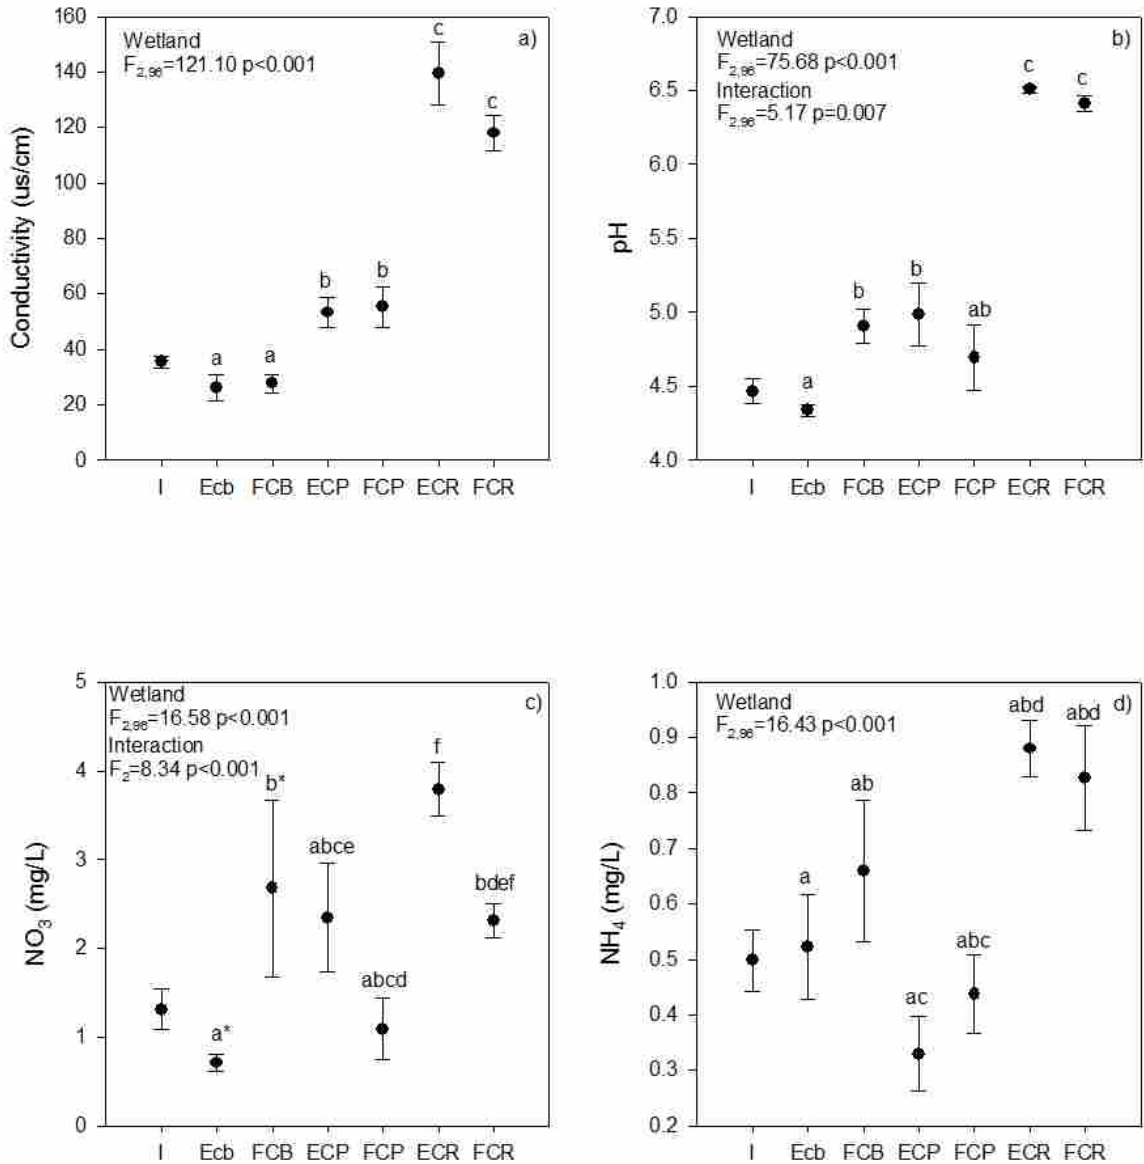 a)
Wetland
F2,96=121.10 p<0.001
160
140
120
100
80
60
40
20
0
Conductivity (us/cm)
a
a
b
b
c
c
I Ecb FCB ECP FCP ECR FCR
b)
Wetland
F2,96=75.68 p<0.001
Interaction
F2,96=5.17 p=0.007
7.0
6.5
6.0
5.5
5.0
4.5
4.0
pH
a
b
b
ab
c
c
I Ecb FCB ECP FCP ECR FCR
c)
Wetland
F2,96=16.58 p<0.001
Interaction
F2=8.34 p<0.001
5
4
3
2
1
0
NO3 (mg/L)
a*
b*
abce
abcd
f
bdef
I Ecb FCB ECP FCP ECR FCR
d)
Wetland
F2,96=16.43 p<0.001
1.0
0.9
0.8
0.7
0.6
0.5
0.4
0.3
0.2
NH4 (mg/L)
a
ab
ac
abc
abd
abd
I Ecb FCB ECP FCP ECR FCR